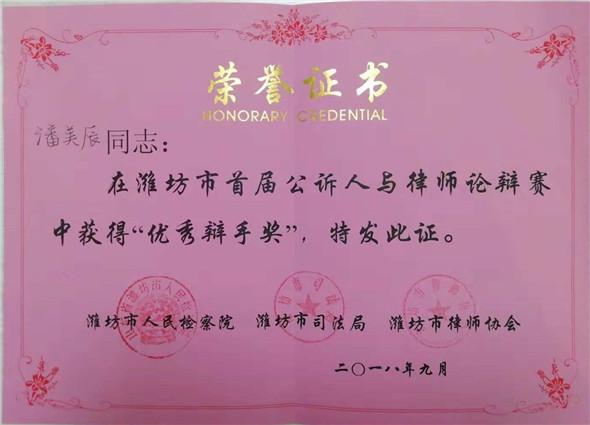 荣誉证书
HONORARY CREDENTIAL
潘美辰同志：
在潍坊市首届公诉人与律师论辩赛
中获得“优秀辩手奖”，特发此证。
潍坊市人民检察院 潍坊市司法局 潍坊市律师协会
二〇一八年九月